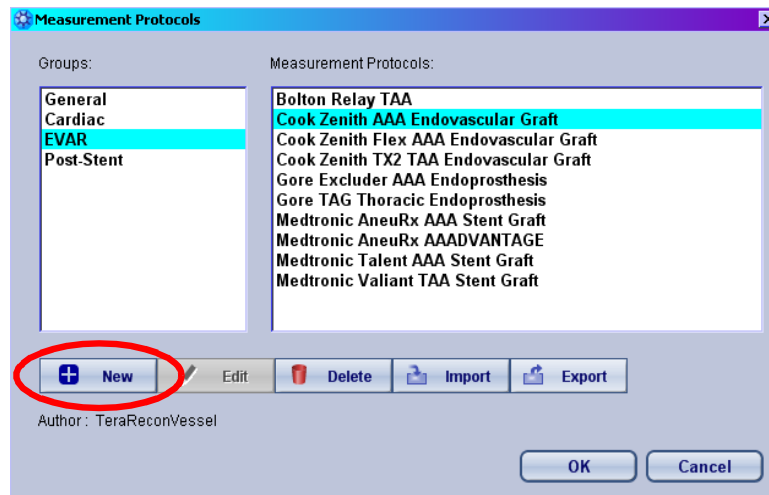 Measurement Protocols
Groups:
Measurement Protocols:
General
Cardiac
EVAR
Post-Stent
Bolton Relay TAA
Cook Zenith AAA Endovascular Graft
Cook Zenith Flex AAA Endovascular Graft
Cook Zenith TX2 TAA Endovascular Graft
Gore Excluder AAA Endoprosthesis
Gore TAG Thoracic Endoprosthesis
Medtronic AneuRx AAA Stent Graft
Medtronic AneuRx AAADVANTAGE
Medtronic Talent AAA Stent Graft
Medtronic Valiant TAA Stent Graft
New Edit Delete Import Export
Author : TeraReconVessel
OK Cancel